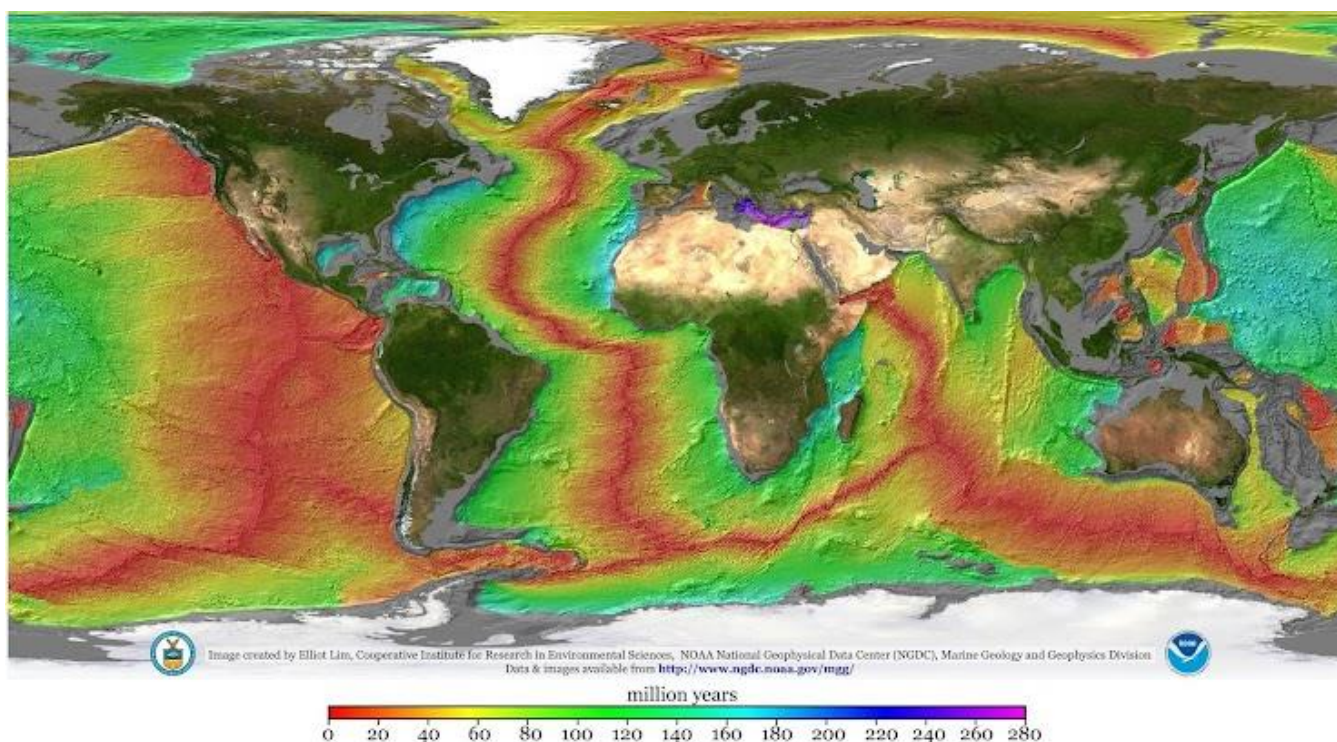 Image created by Elliot Lim, Cooperative Institute for Research in Environmental Sciences, NOAA National Geophysical Data Center (NGDC), Marine Geology and Geophysics Division
Data & images available from http://www.ngdc.noaa.gov/mgg/
million years
0 20 40 60 80 100 120 140 160 180 200 220 240 260 280